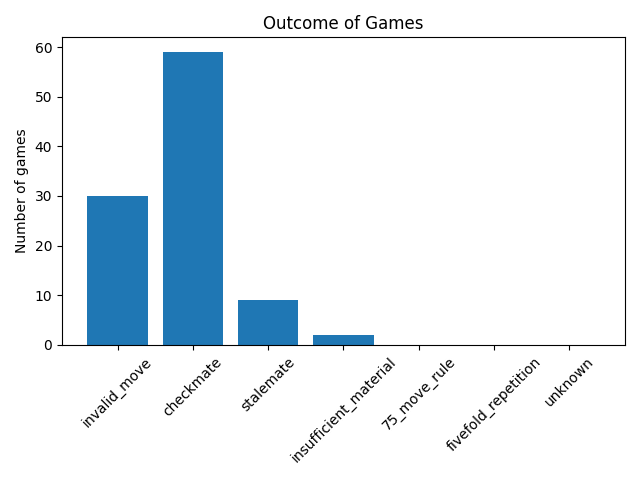 Outcome of Games
Number of games
60
50
40
30
20
10
0
invalid_move
checkmate
stalemate
insufficient_material
75_move_rule
fivefold_repetition
unknown